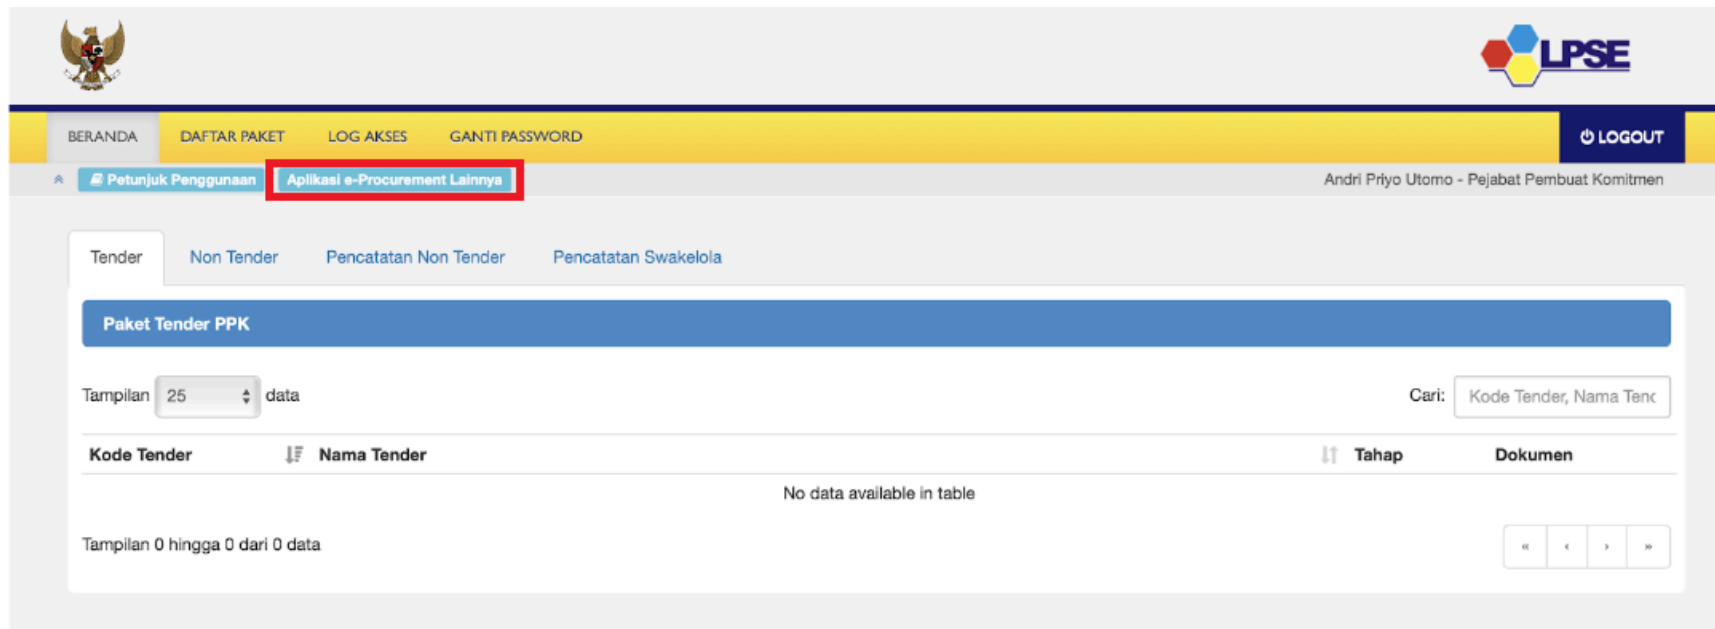 LPSE
BERANDA DAFTAR PAKET LOG AKSES GANTI PASSWORD LOGOUT
Petunjuk Penggunaan Aplikasi e-Procurement Lainnya Andri Priyo Utomo - Pejabat Pembuat Komitmen
Tender Non Tender Pencatatan Non Tender Pencatatan Swakelola
Paket Tender PPK
Tampilan 25 data Cari: Kode Tender, Nama Tenc
Kode Tender Nama Tender Tahap Dokumen
No data available in table
Tampilan 0 hingga 0 dari 0 data « ‹ › »